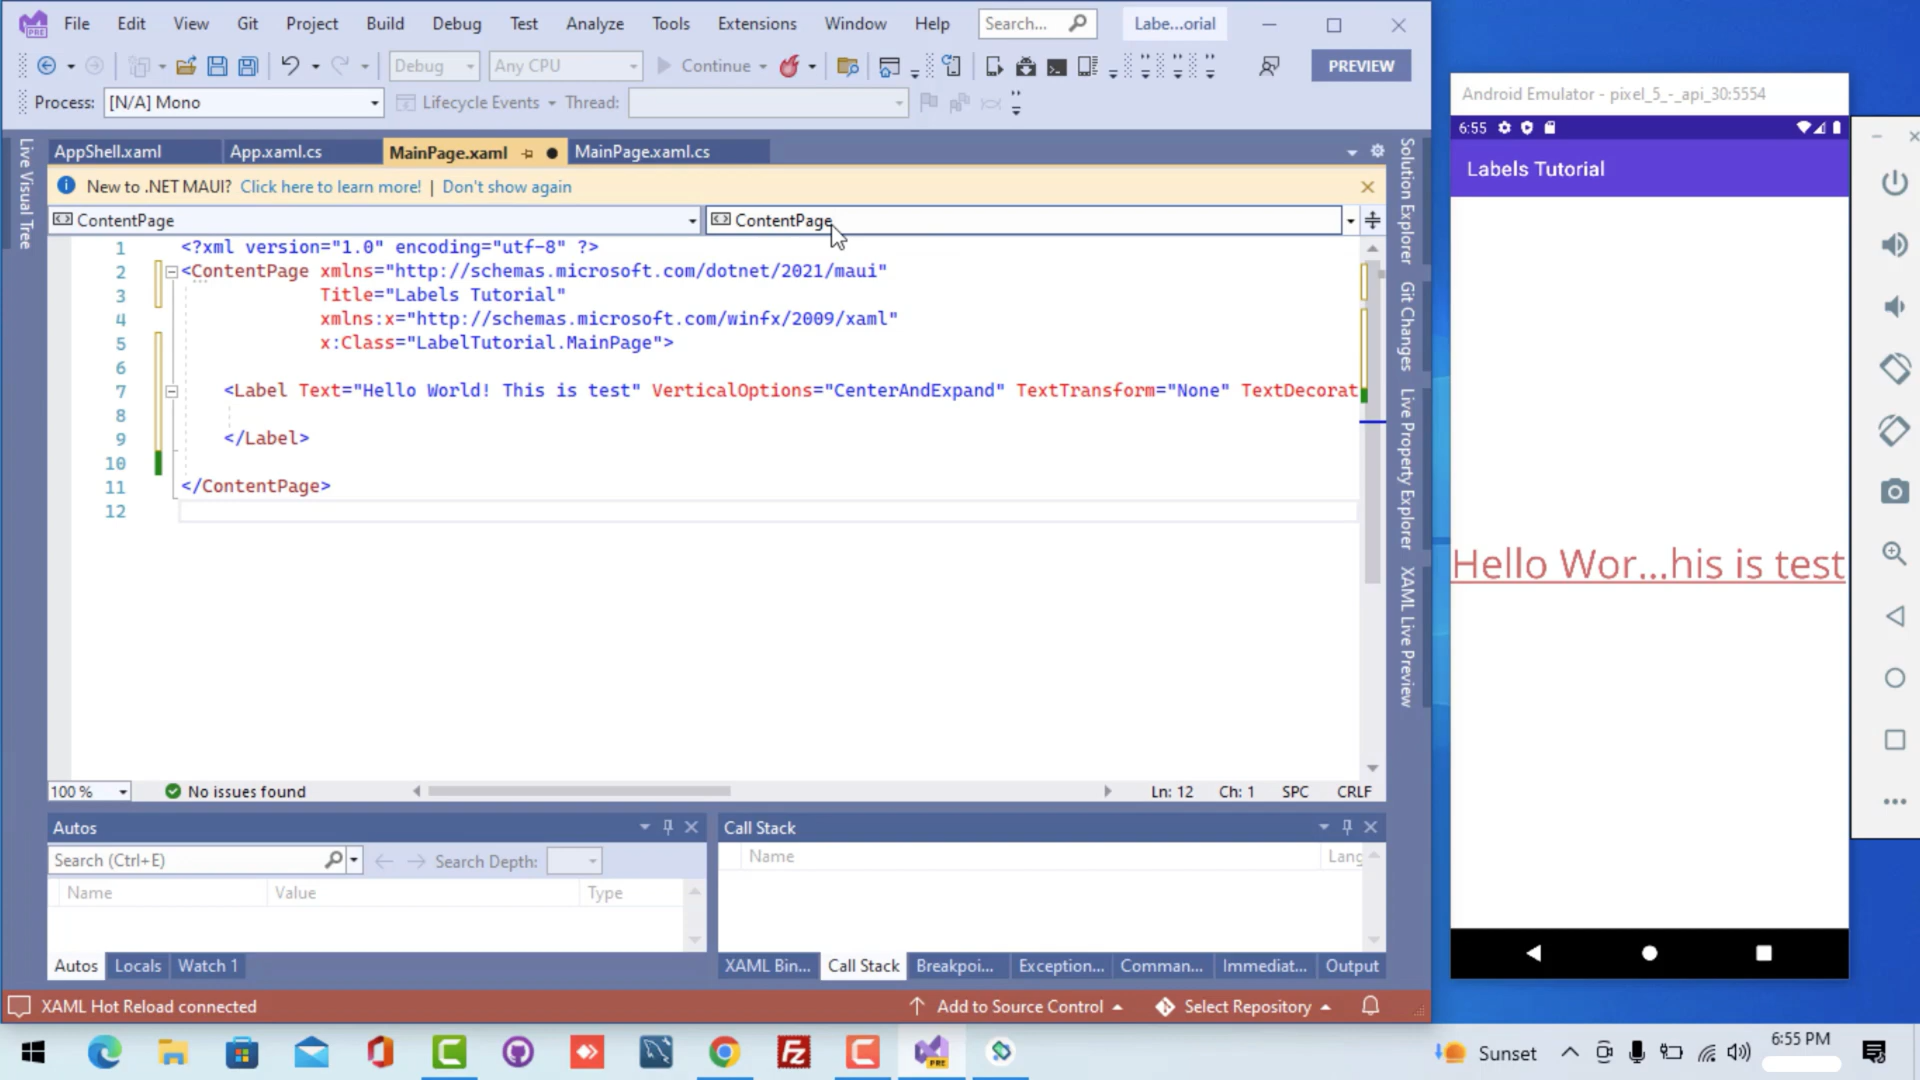 File Edit View Git Project Build Debug Test Analyze Tools Extensions Window Help Search... Labe...orial
Debug Any CPU Continue PREVIEW
Process: [N/A] Mono Lifecycle Events Thread:
AppShell.xaml App.xaml.cs MainPage.xaml MainPage.xaml.cs
New to .NET MAUI? Click here to learn more! | Don't show again
ContentPage ContentPage
1 <?xml version="1.0" encoding="utf-8" ?>
2 <ContentPage xmlns="http://schemas.microsoft.com/dotnet/2021/maui"
3 Title="Labels Tutorial"
4 xmlns:x="http://schemas.microsoft.com/winfx/2009/xaml"
5 x:Class="LabelTutorial.MainPage">
6
7 <Label Text="Hello World! This is test" VerticalOptions="CenterAndExpand" TextTransform="None" TextDecorat
8
9 </Label>
10
11 </ContentPage>
12
100 % No issues found Ln: 12 Ch: 1 SPC CRLF
Live Visual Tree
Solution Explorer
Git Changes
Live Property Explorer
XAML Live Preview
Autos
Search (Ctrl+E) Search Depth:
Name Value Type
Autos Locals Watch 1
Call Stack
Name Lang
XAML Bin... Call Stack Breakpoi... Exception... Comman... Immediat... Output
XAML Hot Reload connected Add to Source Control Select Repository
Android Emulator - pixel_5_-_api_30:5554
6:55
Labels Tutorial
Hello Wor...his is test
PRE
Fz
PRE
Sunset
6:55 PM